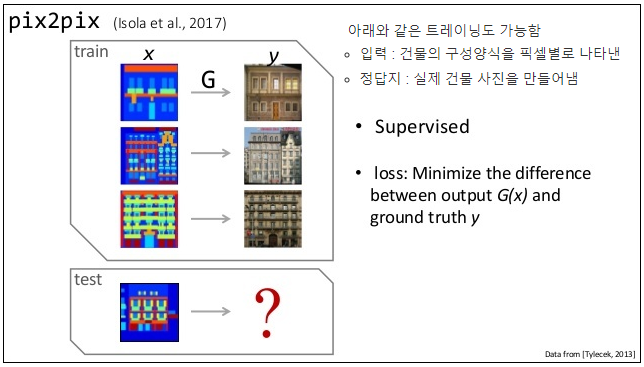 pix2pix (Isola et al., 2017)
train
x
y
G
test
?
아래와 같은 트레이닝도 가능함
○ 입력 : 건물의 구성양식을 픽셀별로 나타낸
○ 정답지 : 실제 건물 사진을 만들어냄
• Supervised
• loss: Minimize the difference
between output G(x) and
ground truth y
Data from [Tylecek, 2013]